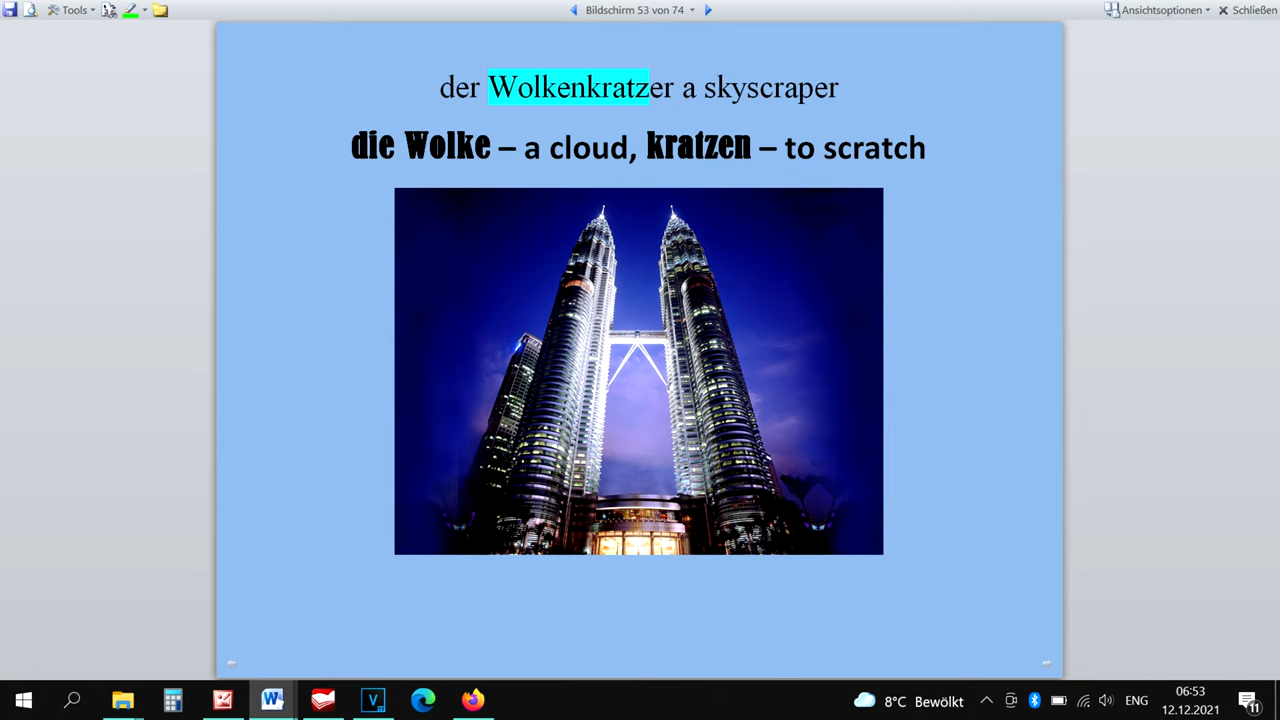 Tools
Bildschirm 53 von 74
Ansichtsoptionen
Schließen
der Wolkenkratzer a skyscraper
die Wolke – a cloud, kratzen – to scratch
8°C Bewölkt
ENG
06:53
12.12.2021
11